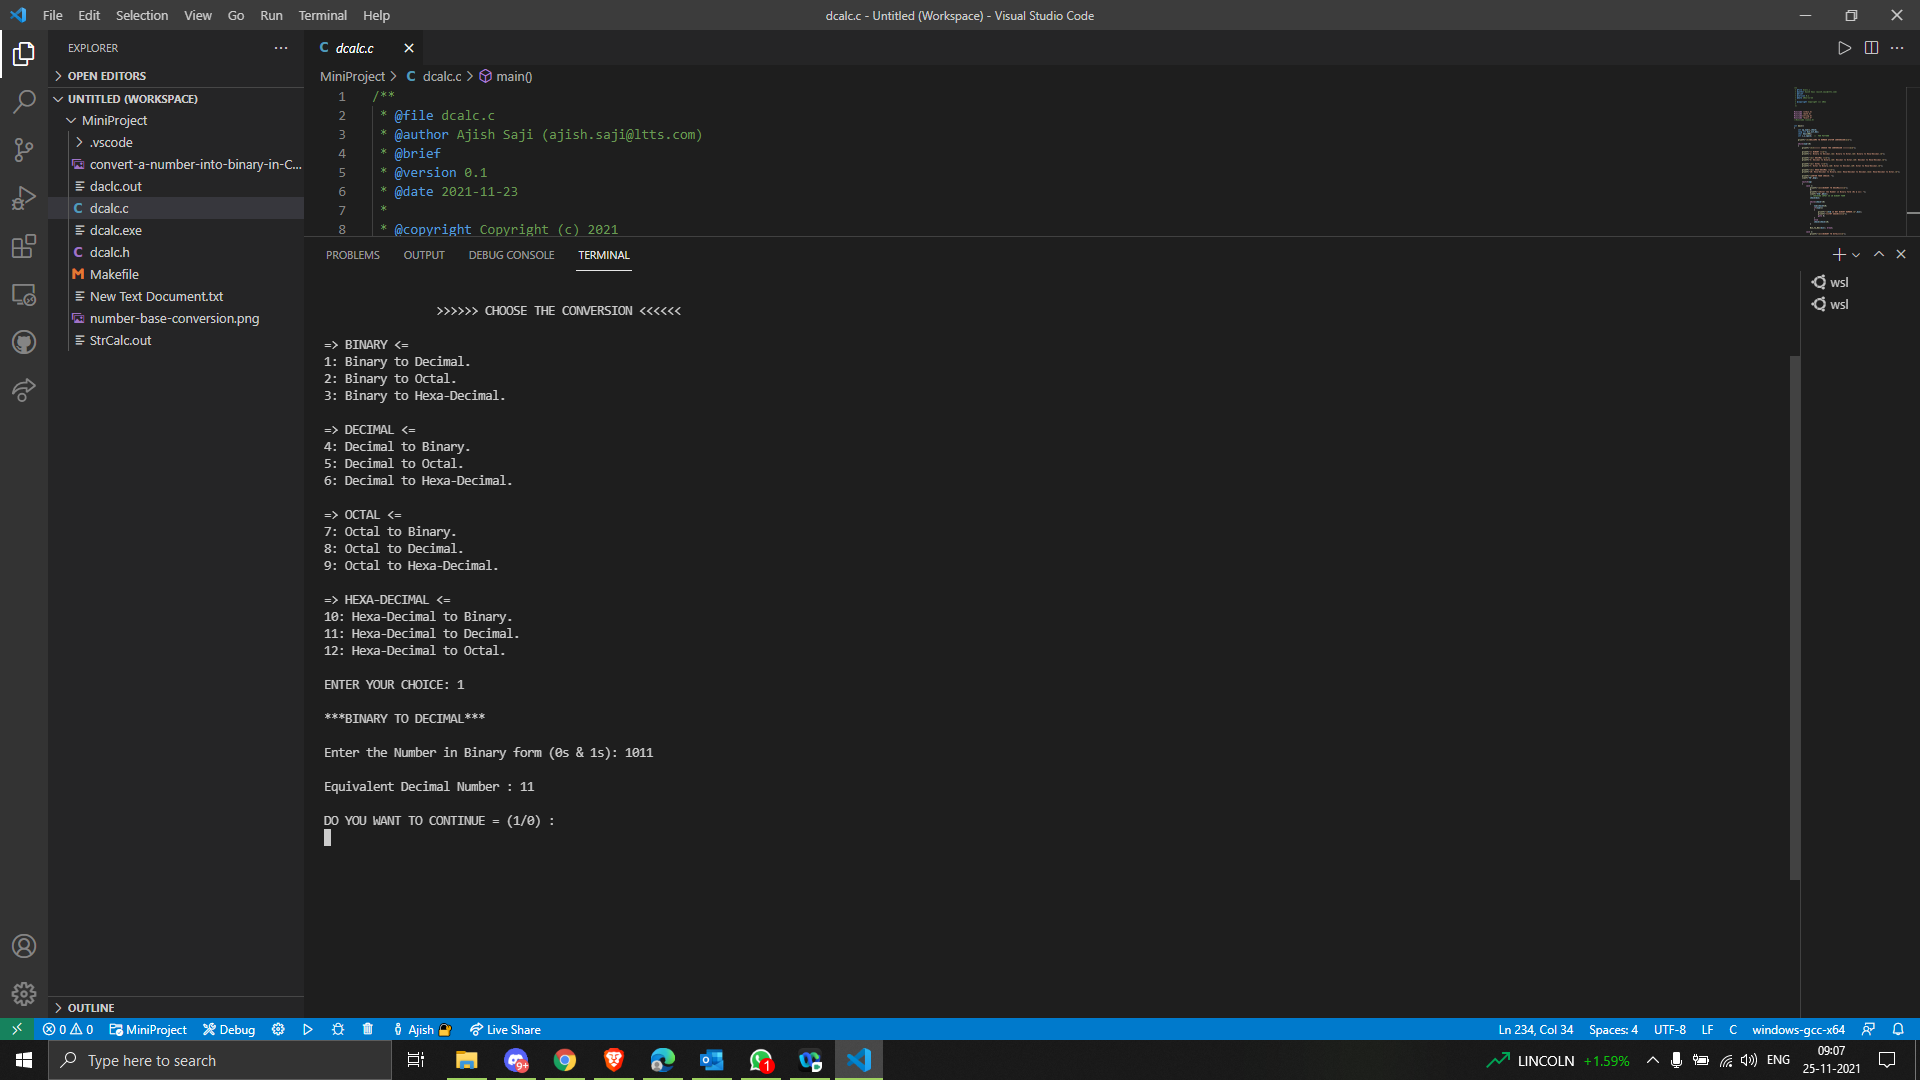 File Edit Selection View Go Run Terminal Help
dcalc.c - Untitled (Workspace) - Visual Studio Code
EXPLORER
OPEN EDITORS
UNTITLED (WORKSPACE)
MiniProject
.vscode
convert-a-number-into-binary-in-C...
daclc.out
dcalc.c
dcalc.exe
dcalc.h
Makefile
New Text Document.txt
number-base-conversion.png
StrCalc.out
OUTLINE
dcalc.c
MiniProject > C dcalc.c > main()
1 /**
2 * @file dcalc.c
3 * @author Ajish Saji (ajish.saji@ltts.com)
4 * @brief
5 * @version 0.1
6 * @date 2021-11-23
7 *
8 * @copyright Copyright (c) 2021
PROBLEMS OUTPUT DEBUG CONSOLE TERMINAL
wsl
wsl
>>>>>> CHOOSE THE CONVERSION <<<<<<
=> BINARY <=
1: Binary to Decimal.
2: Binary to Octal.
3: Binary to Hexa-Decimal.
=> DECIMAL <=
4: Decimal to Binary.
5: Decimal to Octal.
6: Decimal to Hexa-Decimal.
=> OCTAL <=
7: Octal to Binary.
8: Octal to Decimal.
9: Octal to Hexa-Decimal.
=> HEXA-DECIMAL <=
10: Hexa-Decimal to Binary.
11: Hexa-Decimal to Decimal.
12: Hexa-Decimal to Octal.
ENTER YOUR CHOICE: 1
***BINARY TO DECIMAL***
Enter the Number in Binary form (0s & 1s): 1011
Equivalent Decimal Number : 11
DO YOU WANT TO CONTINUE = (1/0) :
0 0 MiniProject Debug Ajish Live Share
Ln 234, Col 34 Spaces: 4 UTF-8 LF C windows-gcc-x64
Type here to search
9+
1
LINCOLN +1.59%
ENG
09:07
25-11-2021